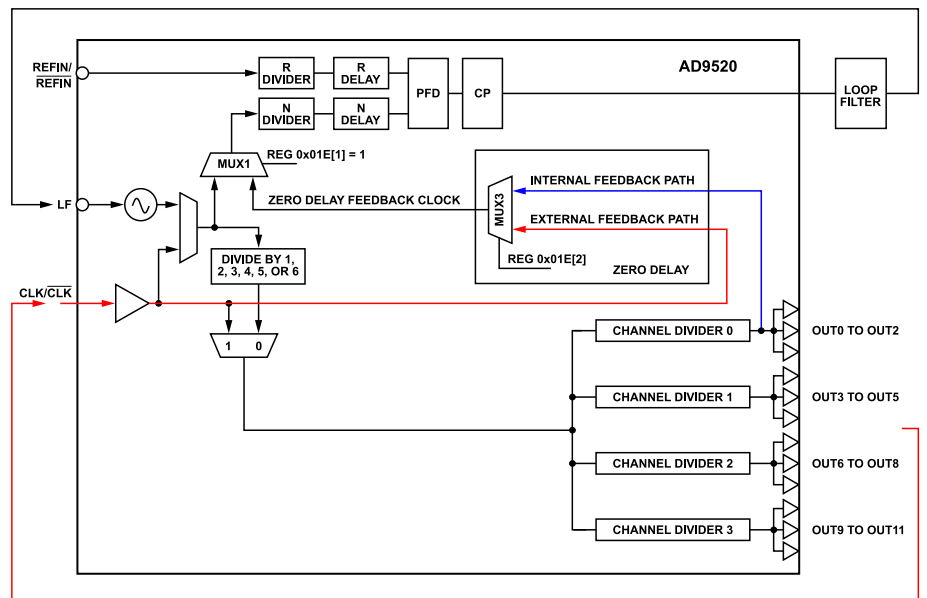 REFIN/
REFIN
R
DIVIDER
R
DELAY
N
DIVIDER
N
DELAY
PFD
CP
AD9520
LOOP
FILTER
MUX1
REG 0x01E[1] = 1
LF
ZERO DELAY FEEDBACK CLOCK
MUX3
INTERNAL FEEDBACK PATH
EXTERNAL FEEDBACK PATH
REG 0x01E[2]
ZERO DELAY
DIVIDE BY 1,
2, 3, 4, 5, OR 6
CLK/CLK
1 0
CHANNEL DIVIDER 0
OUT0 TO OUT2
CHANNEL DIVIDER 1
OUT3 TO OUT5
CHANNEL DIVIDER 2
OUT6 TO OUT8
CHANNEL DIVIDER 3
OUT9 TO OUT11